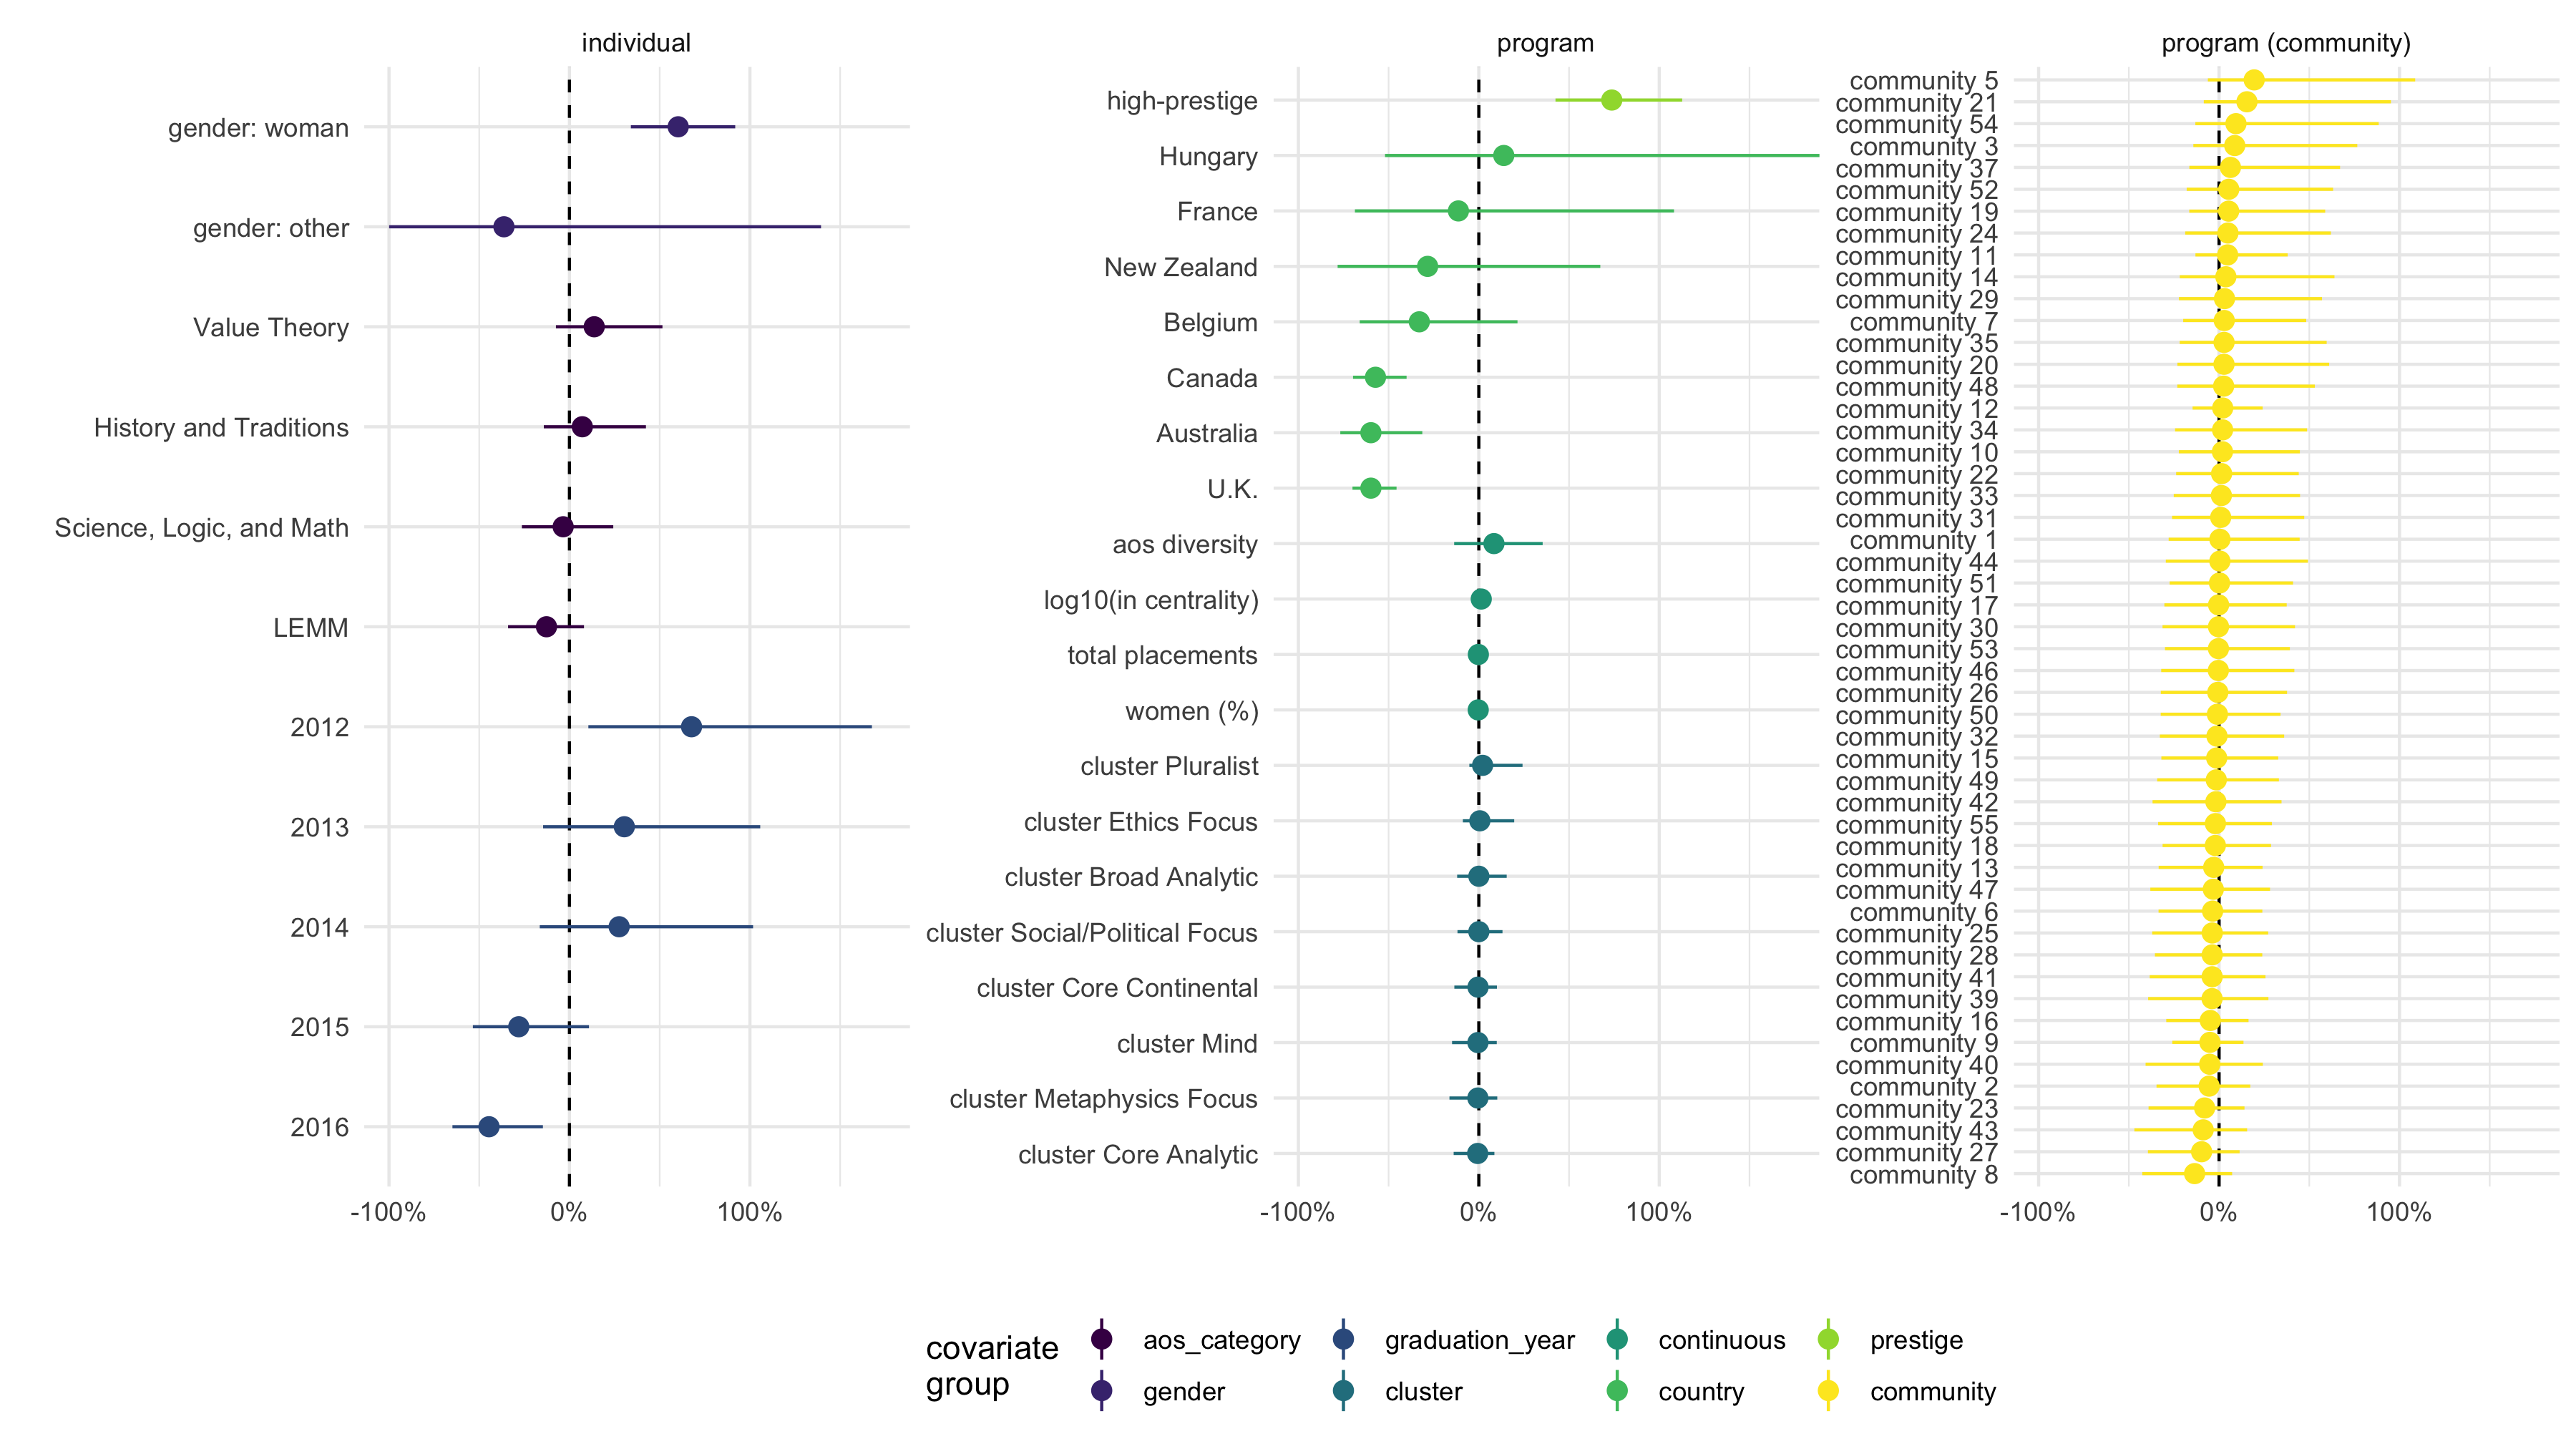 individual
gender: woman
gender: other
Value Theory
History and Traditions
Science, Logic, and Math
LEMM
2012
2013
2014
2015
2016
-100% 0% 100%
program
high-prestige
Hungary
France
New Zealand
Belgium
Canada
Australia
U.K.
aos diversity
log10(in centrality)
total placements
women (%)
cluster Pluralist
cluster Ethics Focus
cluster Broad Analytic
cluster Social/Political Focus
cluster Core Continental
cluster Mind
cluster Metaphysics Focus
cluster Core Analytic
-100% 0% 100%
program (community)
community 5
community 21
community 54
community 3
community 37
community 52
community 19
community 24
community 11
community 14
community 29
community 7
community 35
community 20
community 48
community 12
community 34
community 10
community 22
community 33
community 31
community 1
community 44
community 51
community 17
community 30
community 53
community 46
community 26
community 50
community 32
community 15
community 49
community 42
community 55
community 18
community 13
community 47
community 6
community 25
community 28
community 41
community 39
community 16
community 9
community 40
community 2
community 23
community 43
community 27
community 8
-100% 0% 100%
covariate
group
aos_category graduation_year continuous prestige
gender cluster country community